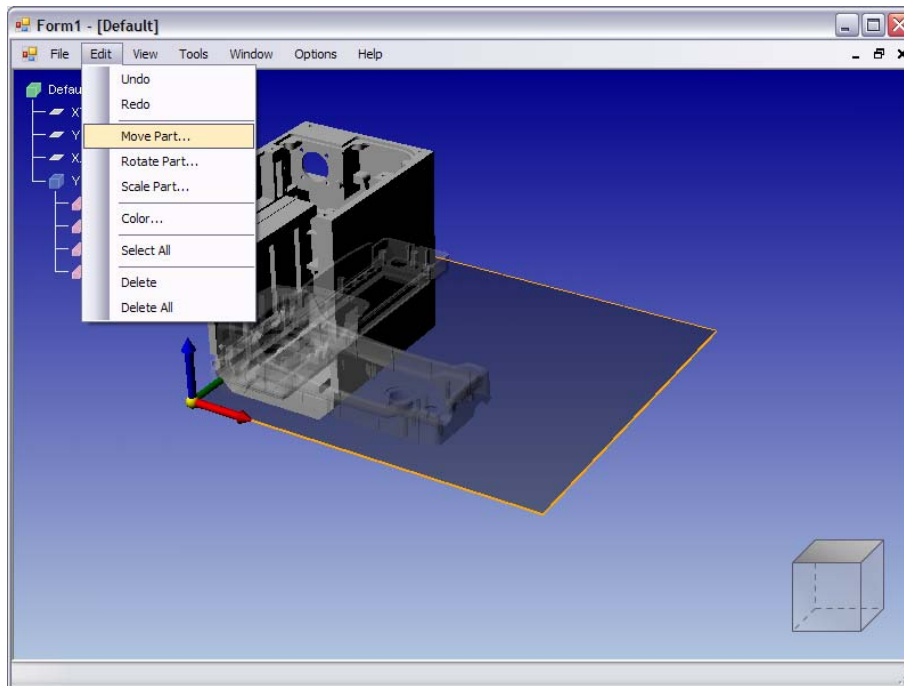 Form1 - [Default]
File Edit View Tools Window Options Help
Undo
Redo
Move Part...
Rotate Part...
Scale Part...
Color...
Select All
Delete
Delete All